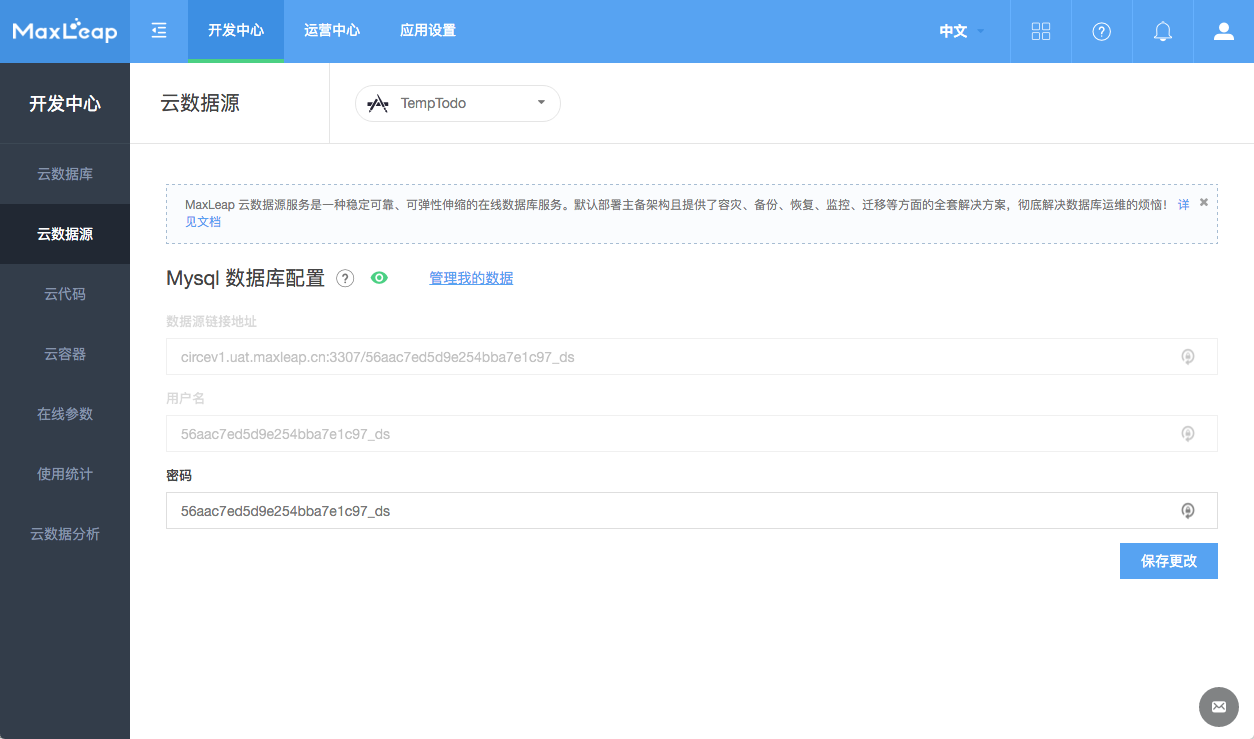 MaxLeap
开发中心
运营中心
应用设置
中文
开发中心
云数据库
云数据源
云代码
云容器
在线参数
使用统计
云数据分析
云数据源
TempTodo
MaxLeap 云数据源服务是一种稳定可靠、可弹性伸缩的在线数据库服务。默认部署主备架构且提供了容灾、备份、恢复、监控、迁移等方面的全套解决方案，彻底解决数据库运维的烦恼！ 详
见文档
Mysql 数据库配置 ? 管理我的数据
数据源链接地址
circev1.uat.maxleap.cn:3307/56aac7ed5d9e254bba7e1c97_ds
用户名
56aac7ed5d9e254bba7e1c97_ds
密码
56aac7ed5d9e254bba7e1c97_ds
保存更改